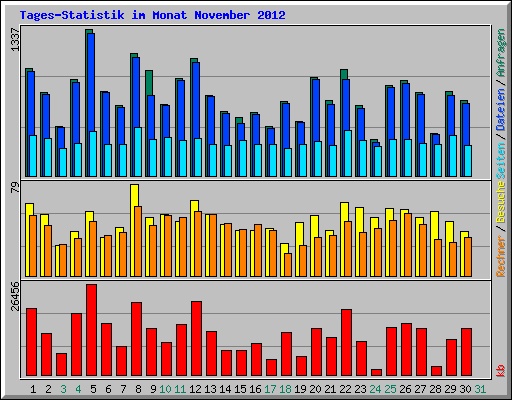 Tages-Statistik im Monat November 2012
1337
79
26456
Rechner / Besuche Seiten / Dateien / Anfragen
kb
1 2 3 4 5 6 7 8 9 10 11 12 13 14 15 16 17 18 19 20 21 22 23 24 25 26 27 28 29 30 31